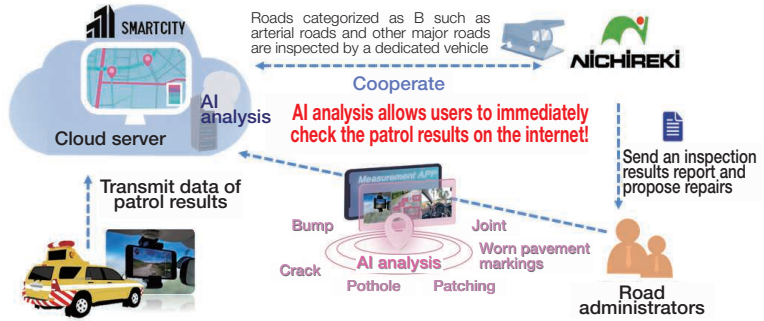 SMARTCITY
Roads categorized as B such as
arterial roads and other major roads
are inspected by a dedicated vehicle
NICHIREKI
Cooperate
AI
analysis
Cloud server
AI analysis allows users to immediately
check the patrol results on the internet!
Send an inspection
results report and
propose repairs
Transmit data of
patrol results
Measurement APP
Bump
Joint
Worn pavement
markings
AI analysis
Crack
Pothole
Patching
Road
administrators